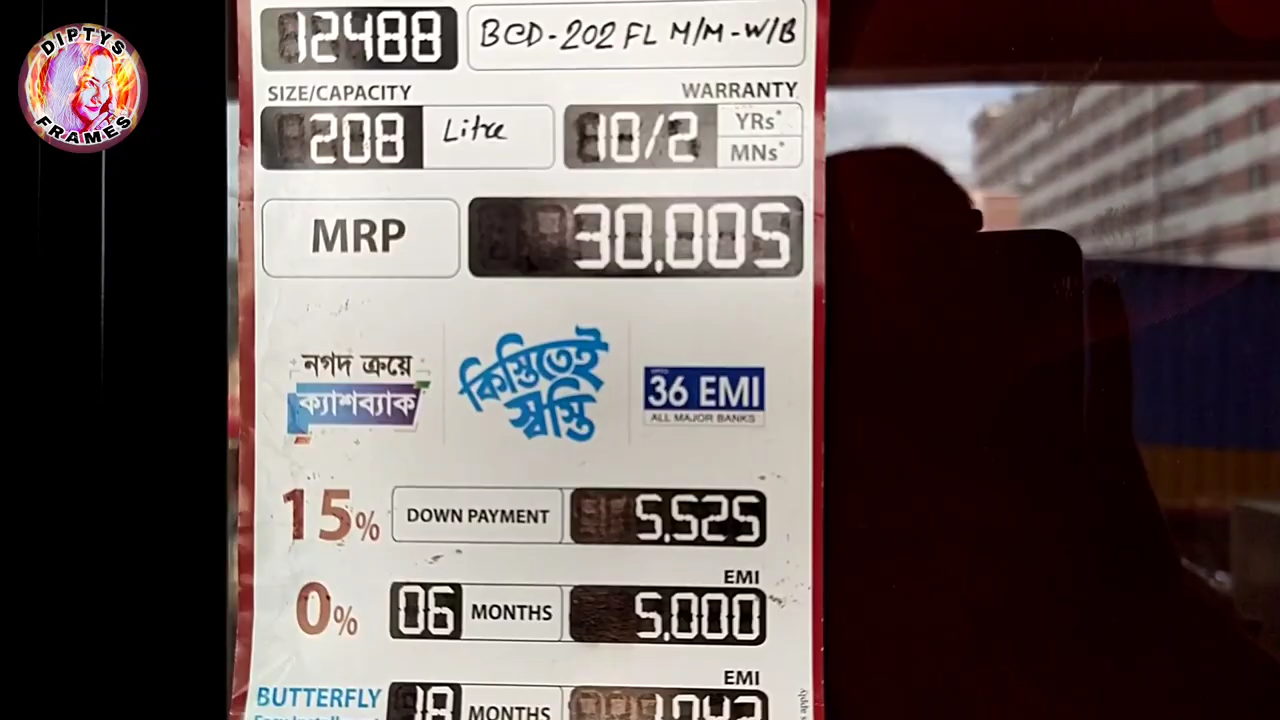 DIPTYS
FRAMES
12488
BCD-202 FL M/M-W/B
SIZE/CAPACITY
WARRANTY
208 Litre
10/2 YRs*
MNs*
MRP 30,005
নগদ ক্রয়ে
ক্যাশব্যাক
কিস্তিতেই
স্বস্তি
36 EMI
ALL MAJOR BANKS
15% DOWN PAYMENT 5,525
EMI
0% 06 MONTHS 5,000
EMI
BUTTERFLY 18 MONTHS